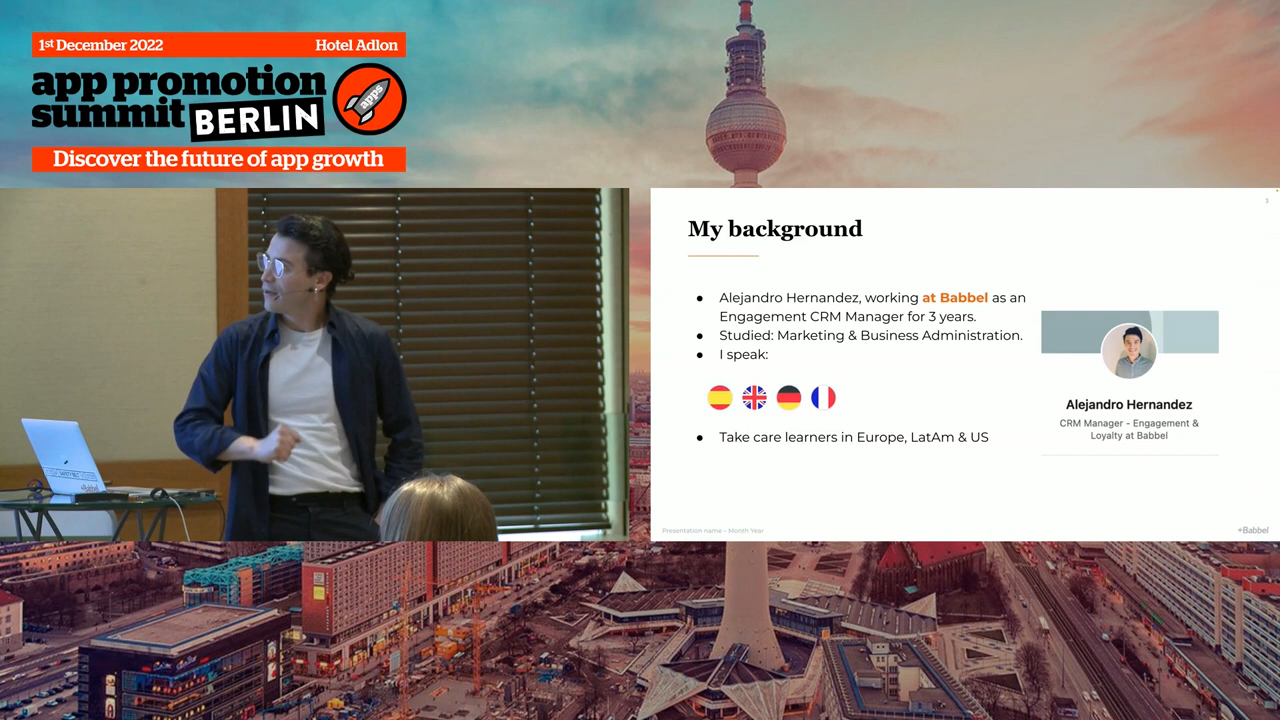 1st December 2022 Hotel Adlon
app promotion
summit BERLIN
apps
Discover the future of app growth
3
My background
● Alejandro Hernandez, working at Babbel as an
Engagement CRM Manager for 3 years.
● Studied: Marketing & Business Administration.
● I speak:
● Take care learners in Europe, LatAm & US
Alejandro Hernandez
CRM Manager - Engagement &
Loyalty at Babbel
Presentation name – Month Year
+Babbel